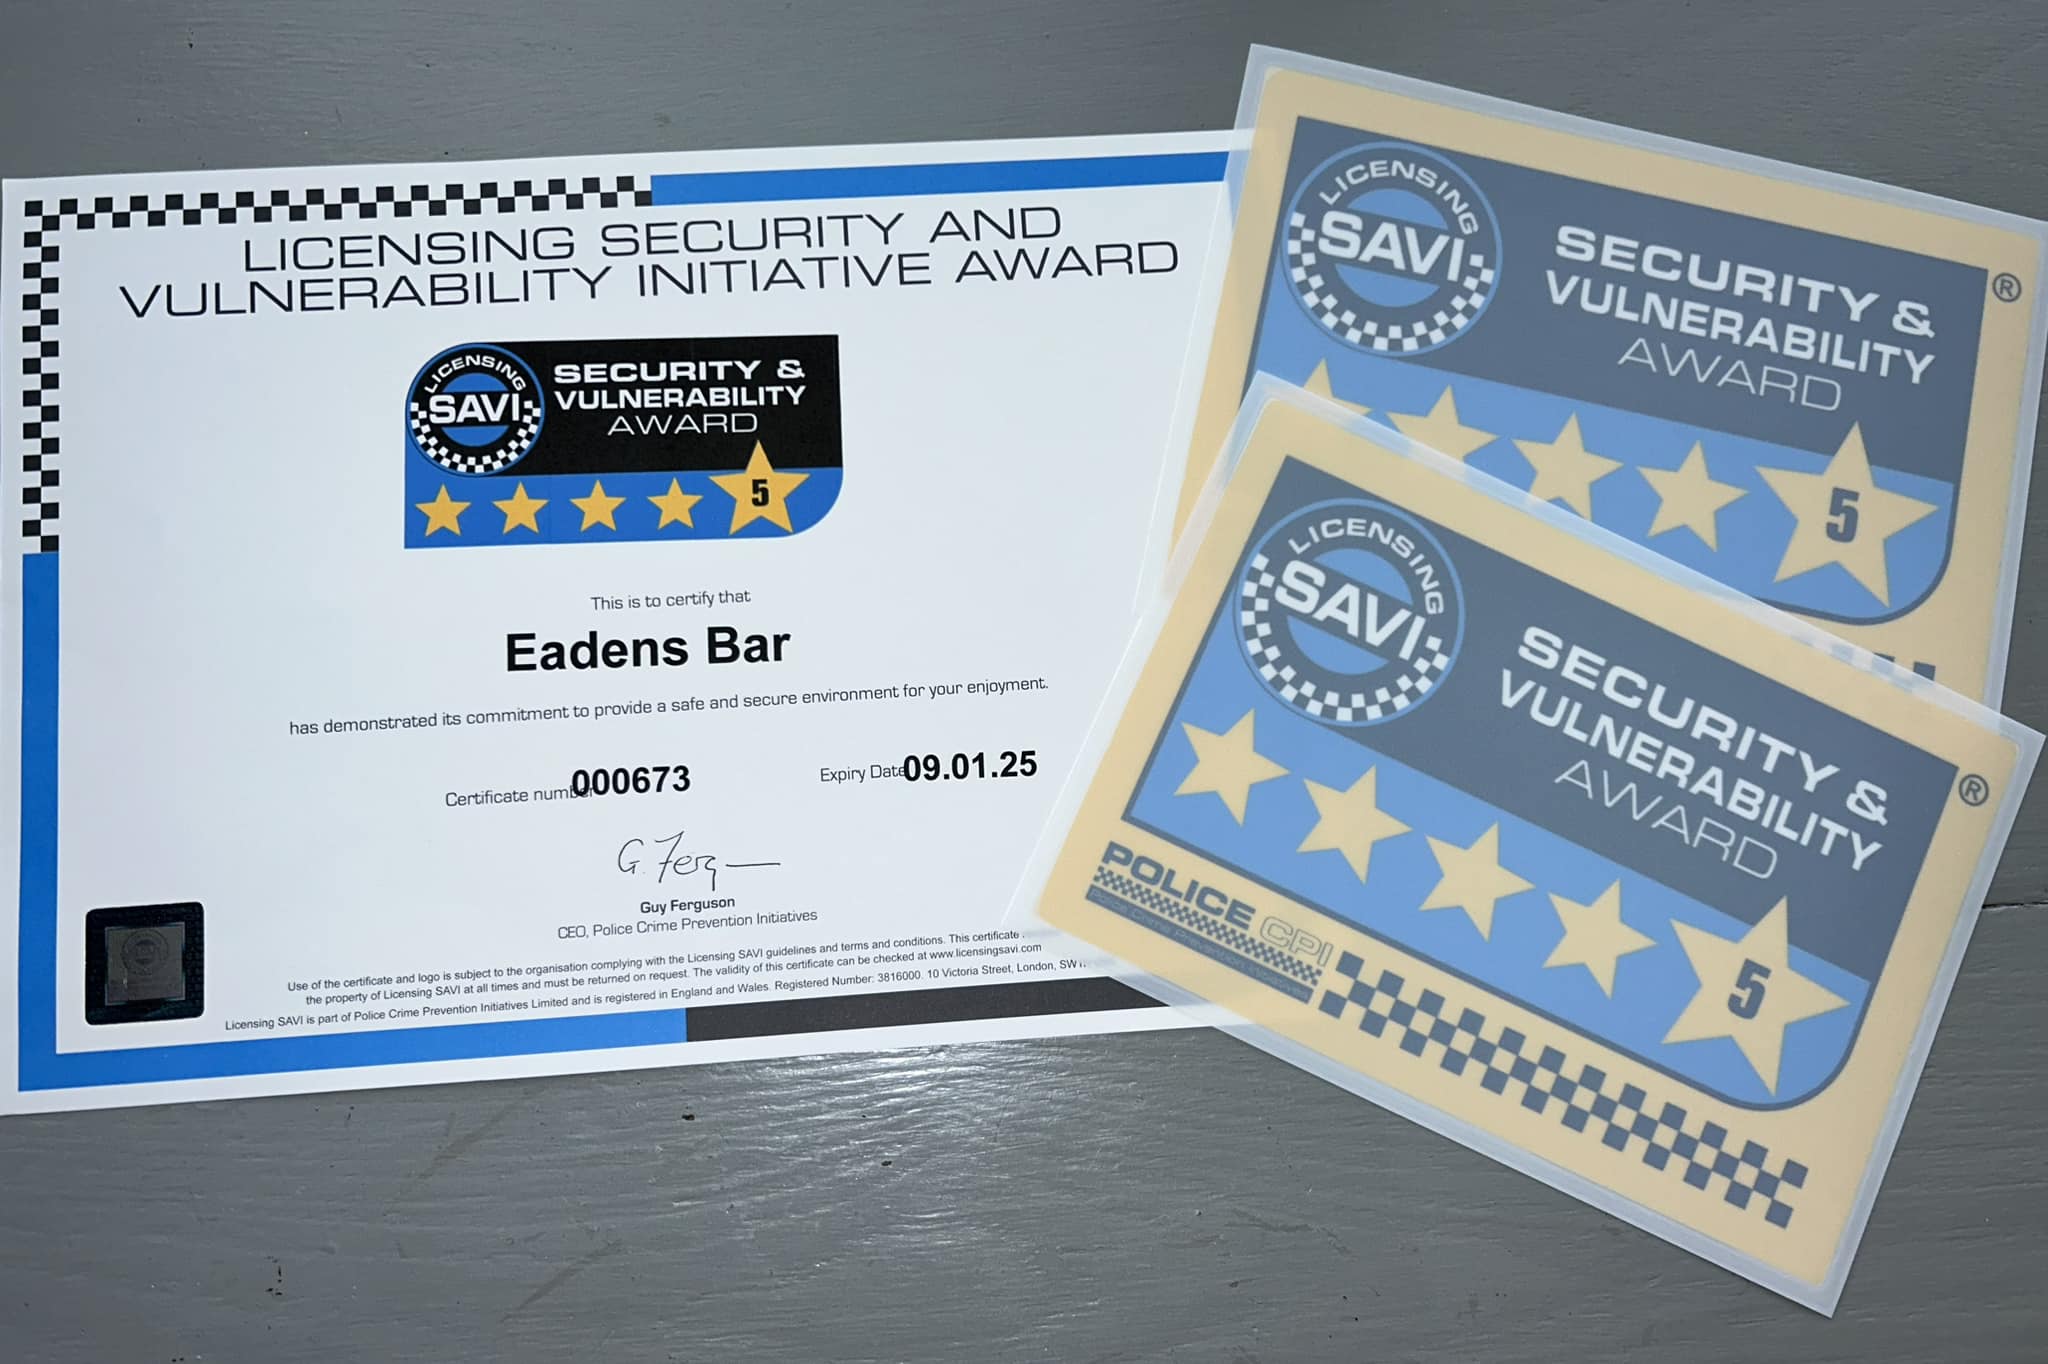 LICENSING SECURITY AND
VULNERABILITY INITIATIVE AWARD
LICENSING
SAVI
SECURITY &
VULNERABILITY
AWARD
5
This is to certify that
Eadens Bar
has demonstrated its commitment to provide a safe and secure environment for your enjoyment.
Certificate number 000673
Expiry Date 09.01.25
G. Ferg
Guy Ferguson
CEO, Police Crime Prevention Initiatives
Use of the certificate and logo is subject to the organisation complying with the Licensing SAVI guidelines and terms and conditions. This certificate
the property of Licensing SAVI at all times and must be returned on request. The validity of this certificate can be checked at www.licensingsavi.com
Licensing SAVI is part of Police Crime Prevention Initiatives Limited and is registered in England and Wales. Registered Number: 3816000. 10 Victoria Street, London, SW1
LICENSING
SAVI
SECURITY &
VULNERABILITY
AWARD
®
5
LICENSING
SAVI
SECURITY &
VULNERABILITY
AWARD
®
5
POLICE CPI
Police Crime Prevention Initiatives